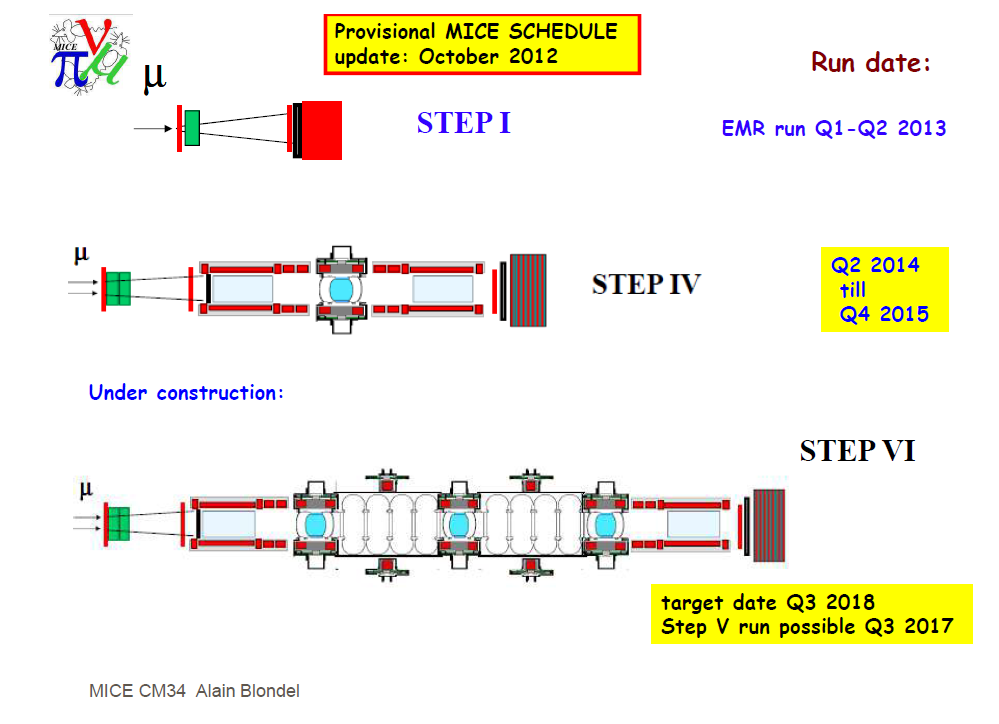 Provisional MICE SCHEDULE
update: October 2012
Run date:
MICE
πνμ
μ
STEP I
EMR run Q1-Q2 2013
μ
STEP IV
Q2 2014
till
Q4 2015
Under construction:
STEP VI
μ
target date Q3 2018
Step V run possible Q3 2017
MICE CM34 Alain Blondel